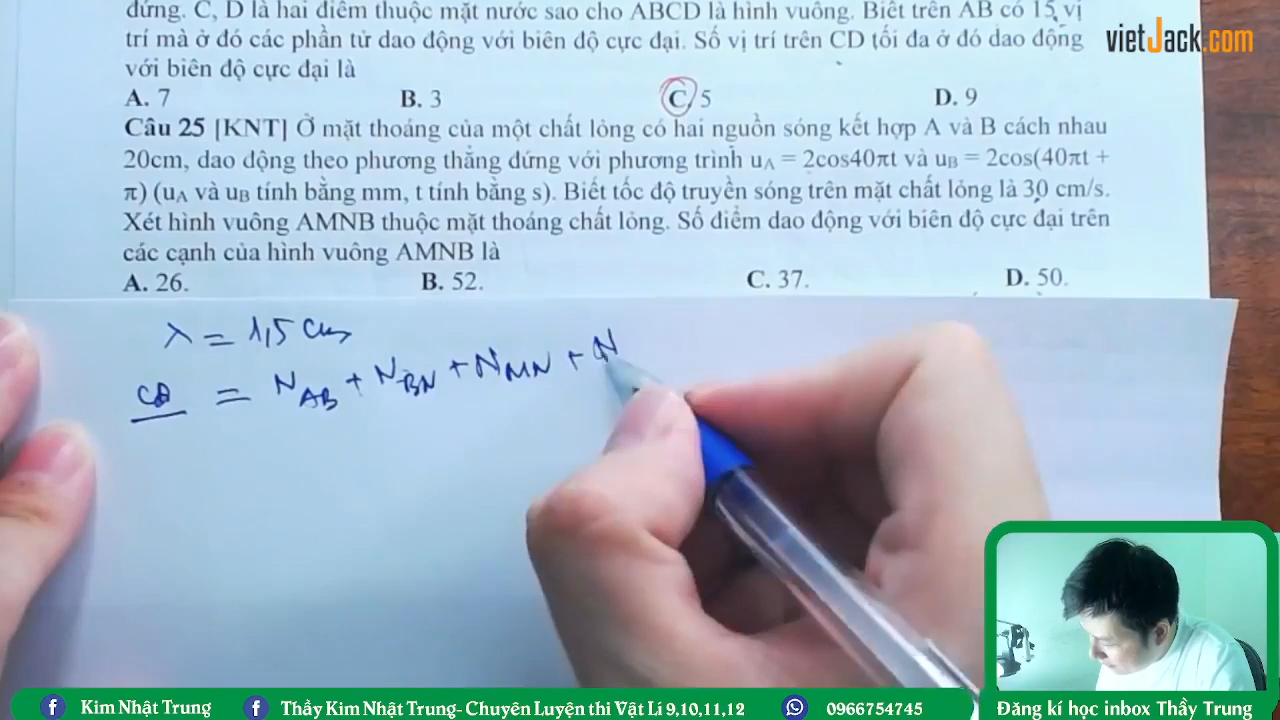 đứng. C, D là hai điểm thuộc mặt nước sao cho ABCD là hình vuông. Biết trên AB có 15 vị
trí mà ở đó các phần tử dao động với biên độ cực đại. Số vị trí trên CD tối đa ở đó dao động
với biên độ cực đại là
A. 7 B. 3 C. 5 D. 9
Câu 25 [KNT] Ở mặt thoáng của một chất lỏng có hai nguồn sóng kết hợp A và B cách nhau
20cm, dao động theo phương thẳng đứng với phương trình uA = 2cos40πt và uB = 2cos(40πt +
π) (uA và uB tính bằng mm, t tính bằng s). Biết tốc độ truyền sóng trên mặt chất lỏng là 30 cm/s.
Xét hình vuông AMNB thuộc mặt thoáng chất lỏng. Số điểm dao động với biên độ cực đại trên
các cạnh của hình vuông AMNB là
A. 26. B. 52. C. 37. D. 50.
λ = 1,5 cm
CĐ = NAB + NBN + NMN + N
vietJack.com
Kim Nhật Trung
Thầy Kim Nhật Trung- Chuyên Luyện thi Vật Lí 9,10,11,12
0966754745
Đăng kí học inbox Thầy Trung